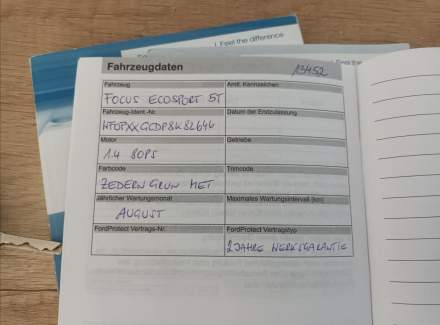 Feel the difference
Fahrzeugdaten
13452
Fahrzeug
Amtl. Kennzeichen
FOCUS ECOSPORT 5T
Fahrzeug-Ident.-Nr.
Datum der Erstzulassung
Motor
Getriebe
1.4 80PS
Farbcode
Trimcode
ZEDERN GRÜN MET
Jährlicher Wartungsmonat
Maximales Wartungsintervall (km)
AUGUST
FordProtect Vertrags-Nr.
FordProtect Vertragstyp
2 JAHRE WERKSGARANTIE